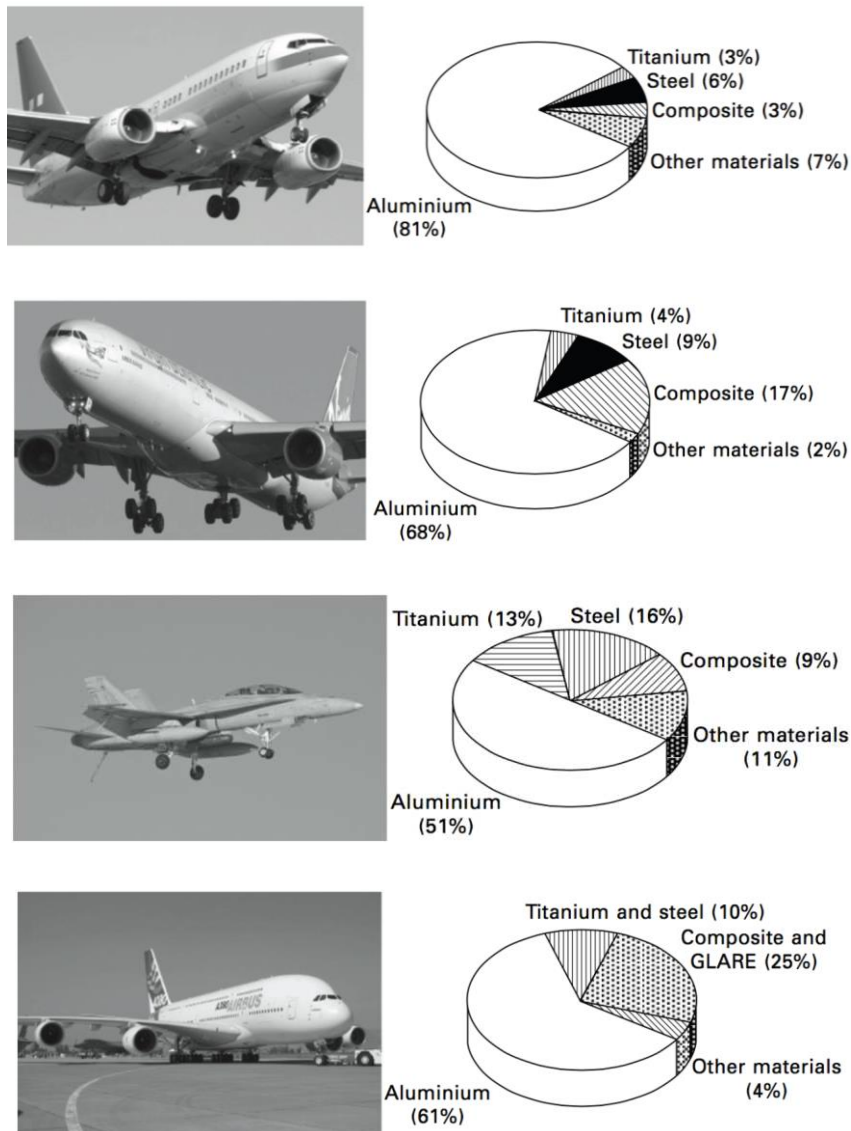 Titanium (3%)
Steel (6%)
Composite (3%)
Other materials (7%)
Aluminium
(81%)
Titanium (4%)
Steel (9%)
Composite (17%)
Other materials (2%)
Aluminium
(68%)
Titanium (13%)
Steel (16%)
Composite (9%)
Other materials
(11%)
Aluminium
(51%)
Titanium and steel (10%)
Composite and
GLARE (25%)
A380 AIRBUS
Other materials
(4%)
Aluminium
(61%)